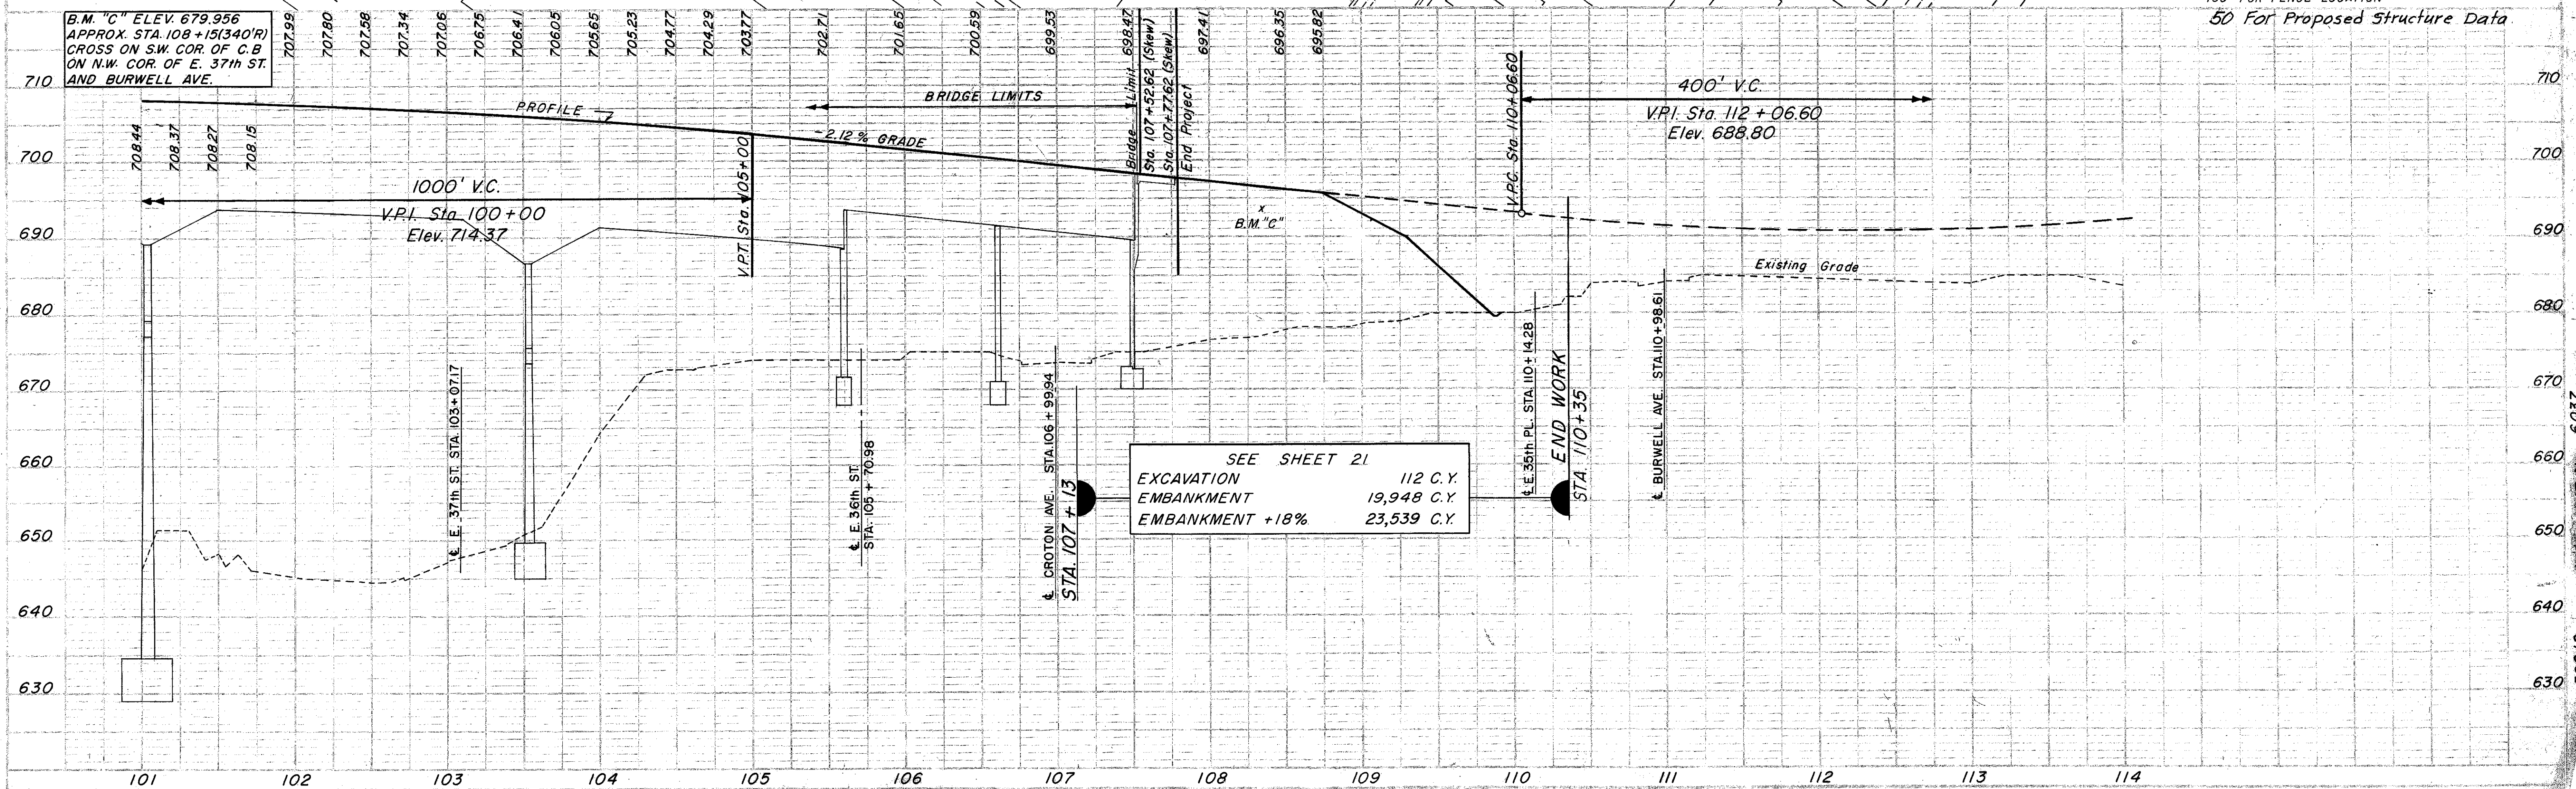 B.M. "C" ELEV. 679.956
APPROX. STA. 108 +15(340'R)
CROSS ON S.W. COR. OF C.B
ON N.W. COR. OF E. 37th ST.
AND BURWELL AVE.
50 For Proposed Structure Data
707.99
707.80
707.58
707.34
707.06
706.75
706.41
706.05
705.65
705.23
704.77
704.29
703.77
702.71
701.65
700.59
699.53
698.47
697.41
696.35
695.82
Bridge Limit
Sta. 107+52.62 (Skew)
Sta. 107+77.62 (Skew)
End Project
708.44
708.37
708.27
708.15
PROFILE
BRIDGE LIMITS
-2.12% GRADE
1000' V.C.
V.P.I. Sta. 100+00
Elev. 714.37
V.P.T. Sta. 105+00
x
B.M. "C"
V.P.C. Sta. 110+06.60
400' V.C.
V.P.I. Sta. 112 + 06.60
Elev. 688.80
Existing Grade
710
700
690
680
670
660
650
640
630
710
700
690
680
670
660
650
640
630
℄ E. 37th ST. STA. 103+07.17
℄ E. 36th ST.
STA. 105 + 70.98
℄ CROTON AVE. STA. 106 + 99.94
STA. 107 + 13
SEE SHEET 21
EXCAVATION 112 C.Y.
EMBANKMENT 19,948 C.Y.
EMBANKMENT +18% 23,539 C.Y.
℄ E. 35th PL. STA. 110+14.28
END WORK
STA. 110+35
℄ BURWELL AVE. STA.110+98.61
101 102 103 104 105 106 107 108 109 110 111 112 113 114